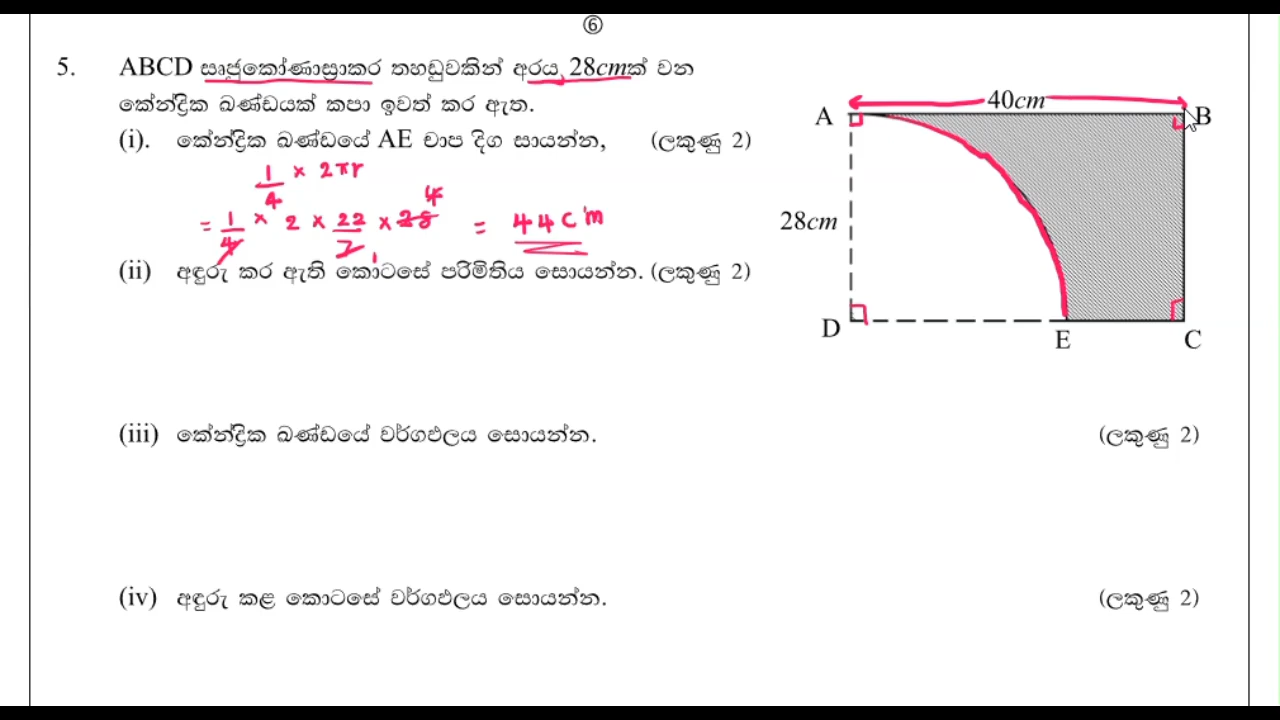 ⑥
5. ABCD සෘජුකෝණාස්‍රාකර තහඩුවකින් අරය 28cmක් වන
කේන්ද්‍රික ඛණ්ඩයක් කපා ඉවත් කර ඇත.
(i). කේන්ද්‍රික ඛණ්ඩයේ AE චාප දිග සායන්න, (ලකුණු 2)
1/4 × 2πr
= 1/4 × 2 × 22/7 × 28 4 = 44cm
1
(ii) අඳුරු කර ඇති කොටසේ පරිමිතිය සොයන්න. (ලකුණු 2)
40cm
A B
28cm
D E C
(iii) කේන්ද්‍රික ඛණ්ඩයේ වර්ගඵලය සොයන්න. (ලකුණු 2)
(iv) අඳුරු කළ කොටසේ වර්ගඵලය සොයන්න. (ලකුණු 2)